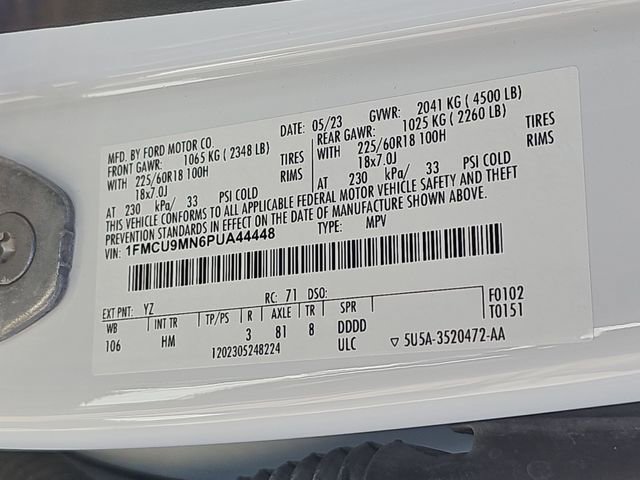 MFD. BY FORD MOTOR CO. DATE: 05/23 GVWR: 2041 KG ( 4500 LB)
FRONT GAWR: 1065 KG ( 2348 LB) REAR GAWR: 1025 KG ( 2260 LB)
WITH 225/60R18 100H TIRES WITH 225/60R18 100H TIRES
18x7.0J RIMS 18x7.0J RIMS
AT 230 kPa/ 33 PSI COLD AT 230 kPa/ 33 PSI COLD
THIS VEHICLE CONFORMS TO ALL APPLICABLE FEDERAL MOTOR VEHICLE SAFETY AND THEFT
PREVENTION STANDARDS IN EFFECT ON THE DATE OF MANUFACTURE SHOWN ABOVE.
VIN: 1FMCU9MN6PUA44448 TYPE: MPV
EXT PNT: YZ RC: 71 DSO: F0102
WB INT TR TP/PS R AXLE TR SPR T0151
106 HM 3 81 8 DDDD
1202305248224 ULC ▽ 5U5A-3520472-AA